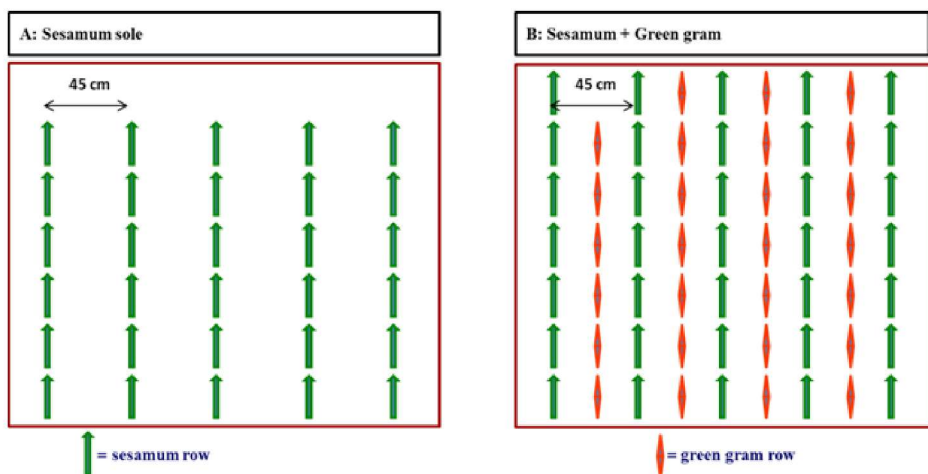 A: Sesamum sole
45 cm
= sesamum row
B: Sesamum + Green gram
45 cm
= green gram row